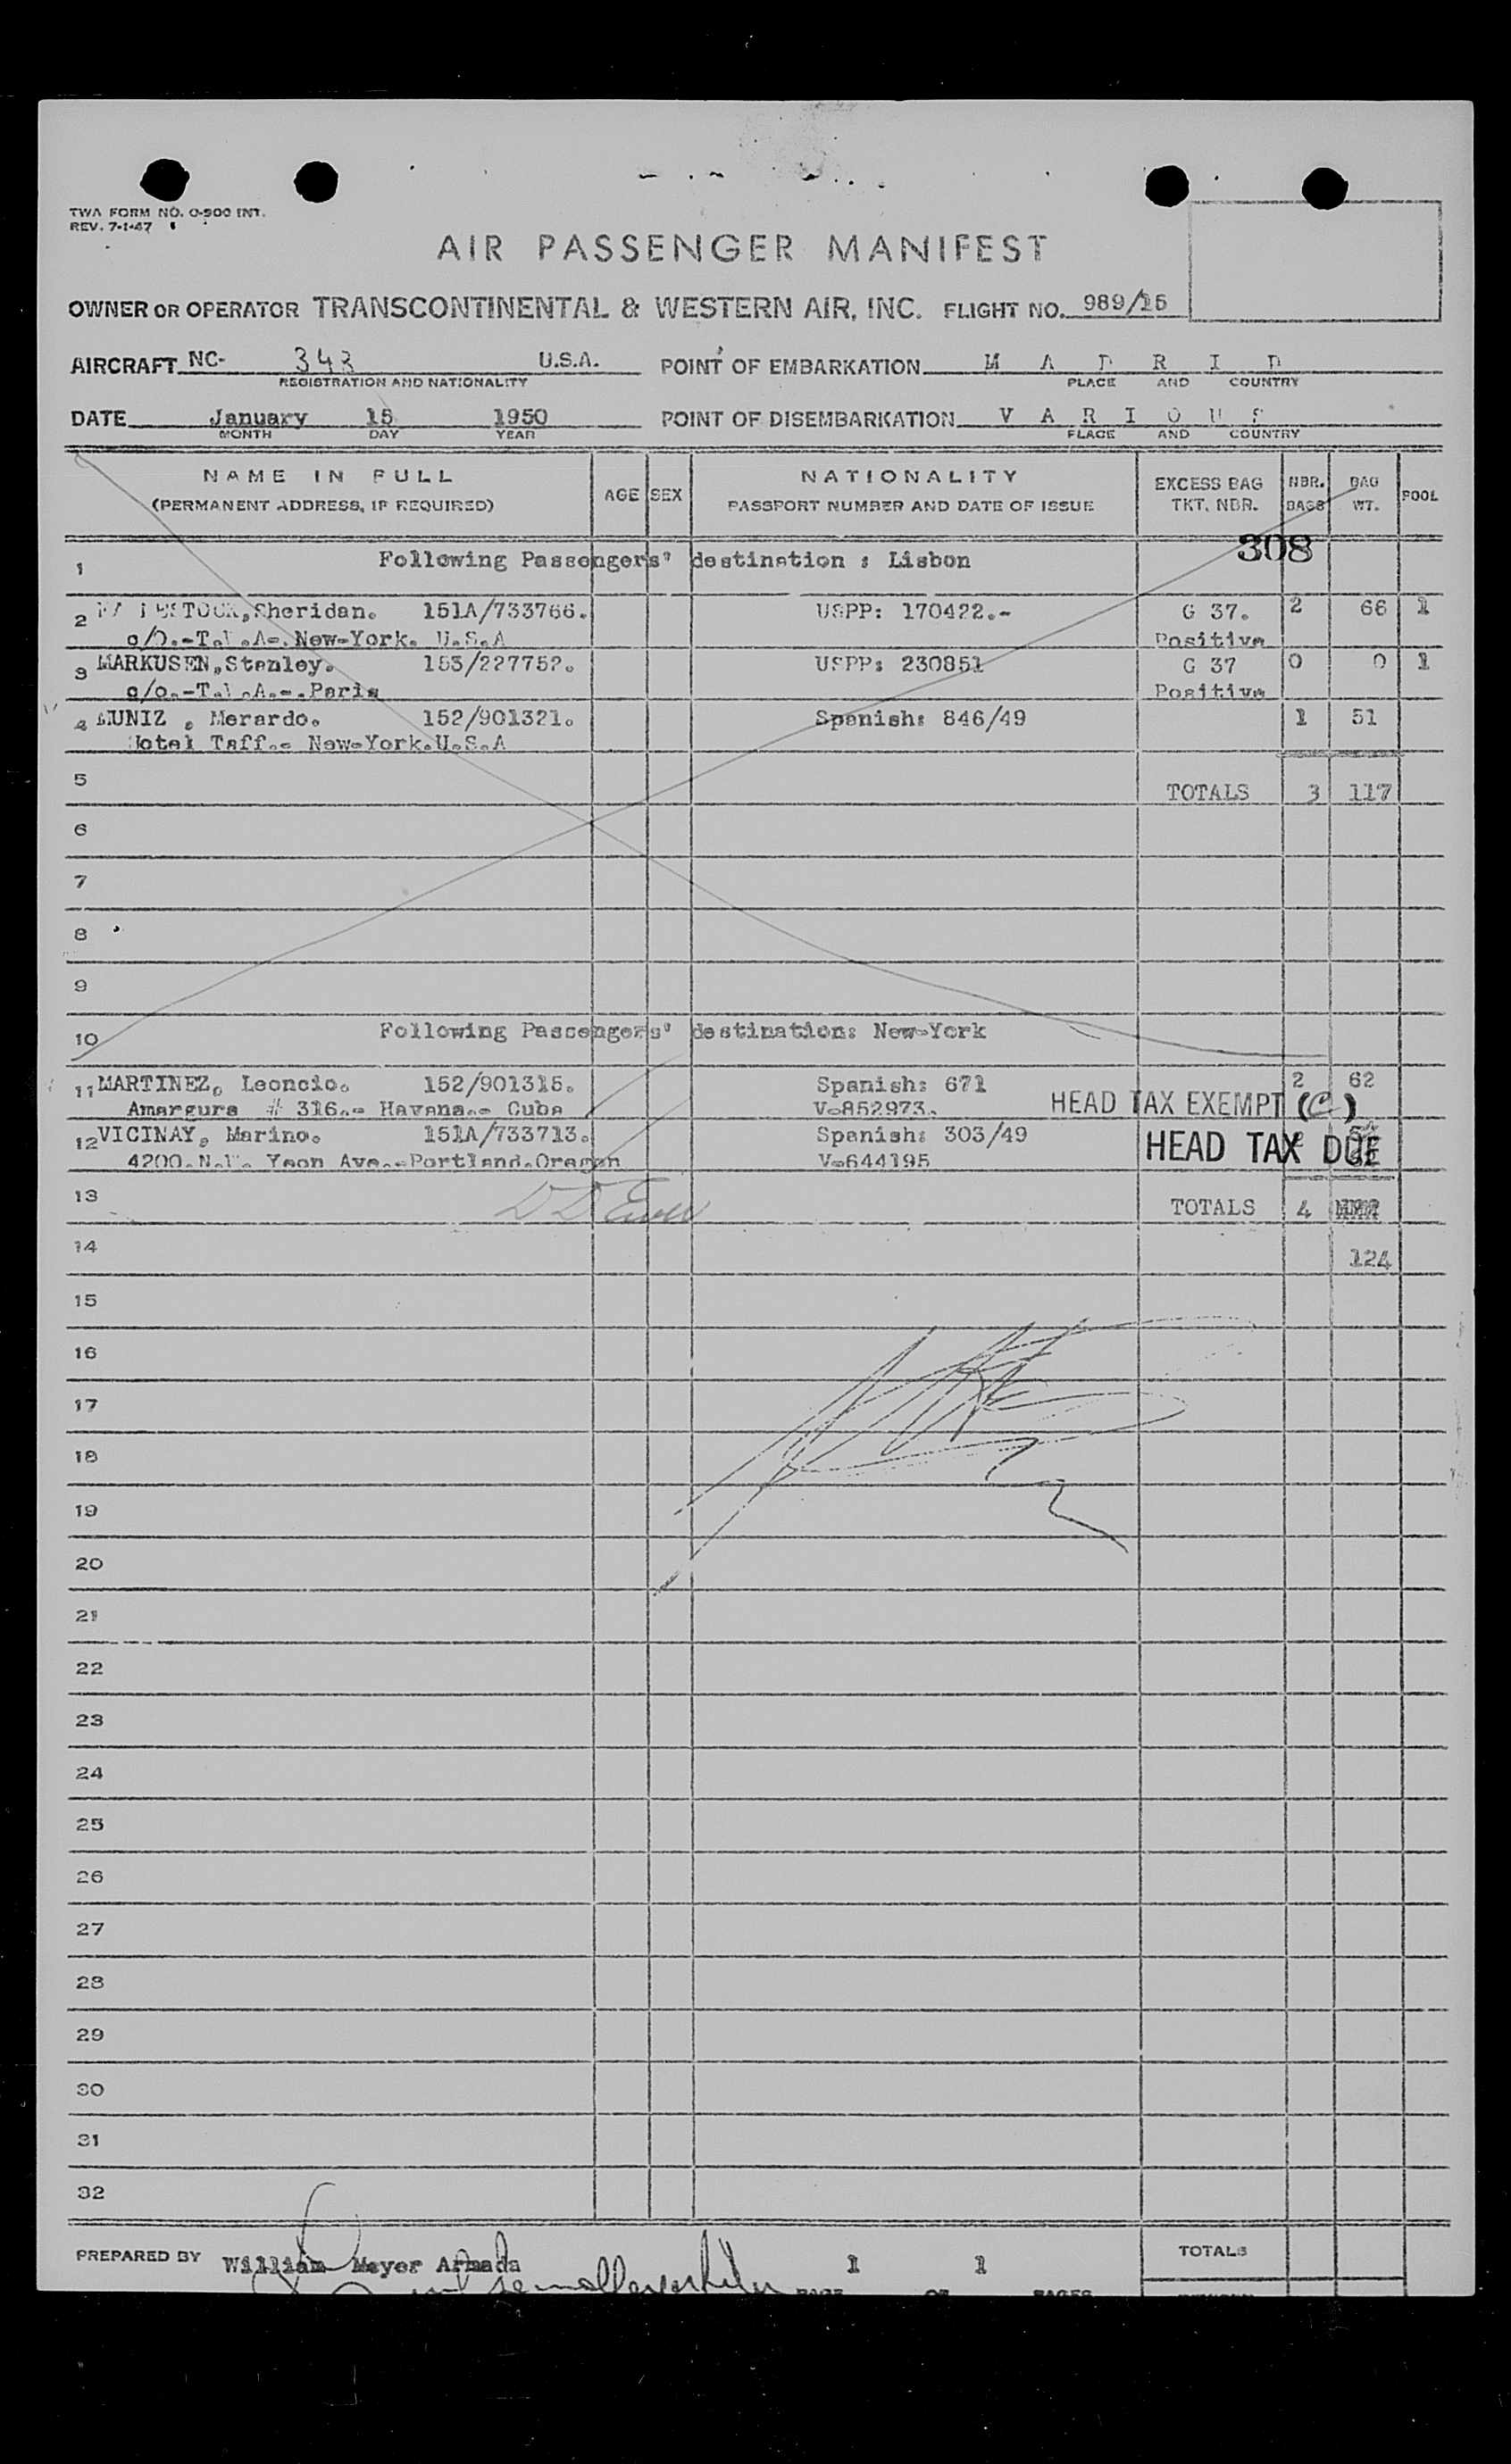 TWA FORM NO. O-900 INT.
REV. 7-1-47
AIR PASSENGER MANIFEST
OWNER OR OPERATOR TRANSCONTINENTAL & WESTERN AIR, INC. FLIGHT NO. 989/15
AIRCRAFT NC- 343 U.S.A. POINT OF EMBARKATION M A D R I D
REGISTRATION AND NATIONALITY PLACE AND COUNTRY
DATE January 15 1950 POINT OF DISEMBARKATION V A R I O U S
MONTH DAY YEAR PLACE AND COUNTRY
NAME IN FULL AGE SEX NATIONALITY EXCESS BAG NBR. BAG POOL
(PERMANENT ADDRESS, IF REQUIRED) PASSPORT NUMBER AND DATE OF ISSUE TKT. NBR. BAGS WT.
308
1 Following Passengers' destination : Lisbon
2 Sheridan. 151A/733766. USPP: 170422.- G 37. 2 66 1
c/o.-T.W.A-. New-York. U.S.A Positive
3 MARKUSEN,Stanley. 153/227752. USPP: 230851 G 37 0 0 1
c/o.-T.W.A.-.Paris Positive
4 MUNIZ , Merardo. 152/901321. Spanish: 846/49 1 51
Hotel Taff.- New-York.U.S.A
5 TOTALS 3 117
6
7
8
9
10 Following Passengers' destination: New-York
11 MARTINEZ, Leoncio. 152/901315. Spanish: 671 2 62
Amargura # 316.- Havana.- Cuba V-852973. HEAD TAX EXEMPT (C)
12 VICINAY, Marino. 151A/733713. Spanish: 303/49 HEAD TAX DUE
4200.N.W. Yeon Ave.-Portland.Oregon V-644195
13 TOTALS 4
14 124
15
16
17
18
19
20
21
22
23
24
25
26
27
28
29
30
31
32
PREPARED BY William Meyer Armada 1 1 TOTALS
PAGE OF PAGES